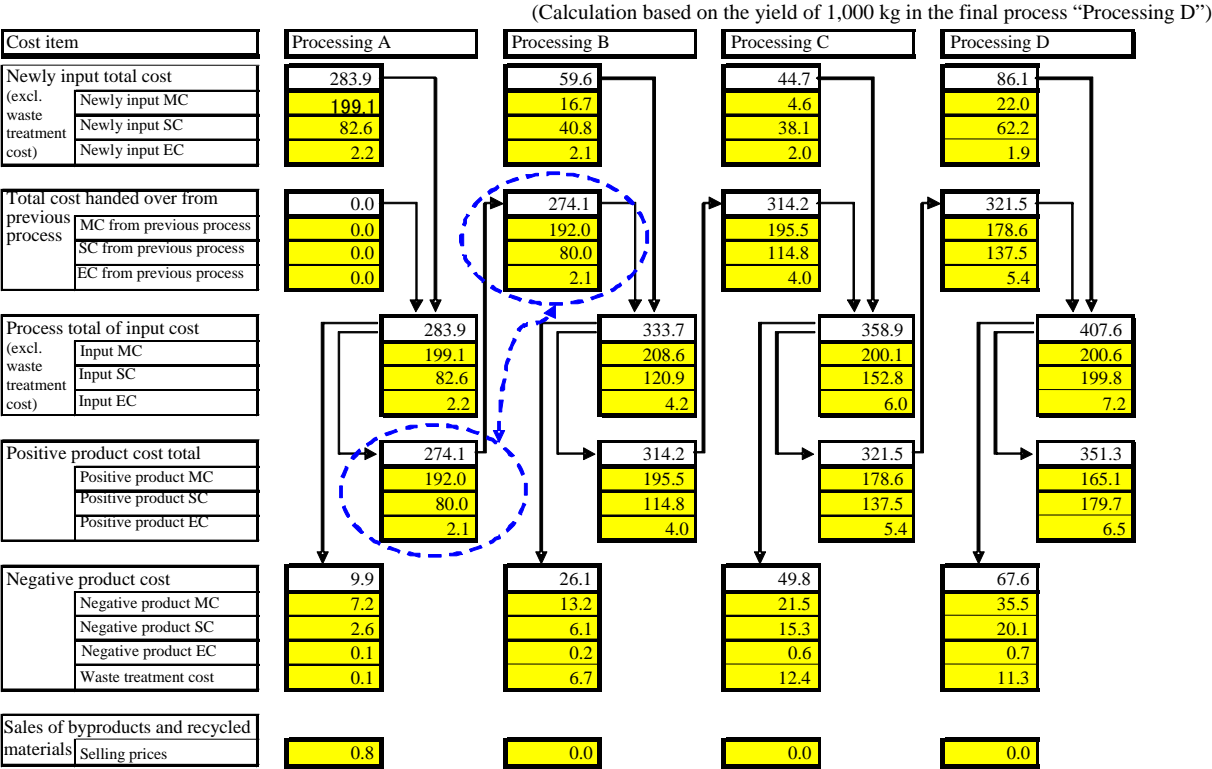 (Calculation based on the yield of 1,000 kg in the final process “Processing D”)
Cost item Processing A Processing B Processing C Processing D
Newly input total cost 283.9 59.6 44.7 86.1
(excl. waste treatment cost)
Newly input MC 199.1 16.7 4.6 22.0
Newly input SC 82.6 40.8 38.1 62.2
Newly input EC 2.2 2.1 2.0 1.9
Total cost handed over from previous process 0.0 274.1 314.2 321.5
MC from previous process 0.0 192.0 195.5 178.6
SC from previous process 0.0 80.0 114.8 137.5
EC from previous process 0.0 2.1 4.0 5.4
Process total of input cost 283.9 333.7 358.9 407.6
(excl. waste treatment cost)
Input MC 199.1 208.6 200.1 200.6
Input SC 82.6 120.9 152.8 199.8
Input EC 2.2 4.2 6.0 7.2
Positive product cost total 274.1 314.2 321.5 351.3
Positive product MC 192.0 195.5 178.6 165.1
Positive product SC 80.0 114.8 137.5 179.7
Positive product EC 2.1 4.0 5.4 6.5
Negative product cost 9.9 26.1 49.8 67.6
Negative product MC 7.2 13.2 21.5 35.5
Negative product SC 2.6 6.1 15.3 20.1
Negative product EC 0.1 0.2 0.6 0.7
Waste treatment cost 0.1 6.7 12.4 11.3
Sales of byproducts and recycled materials
Selling prices 0.8 0.0 0.0 0.0